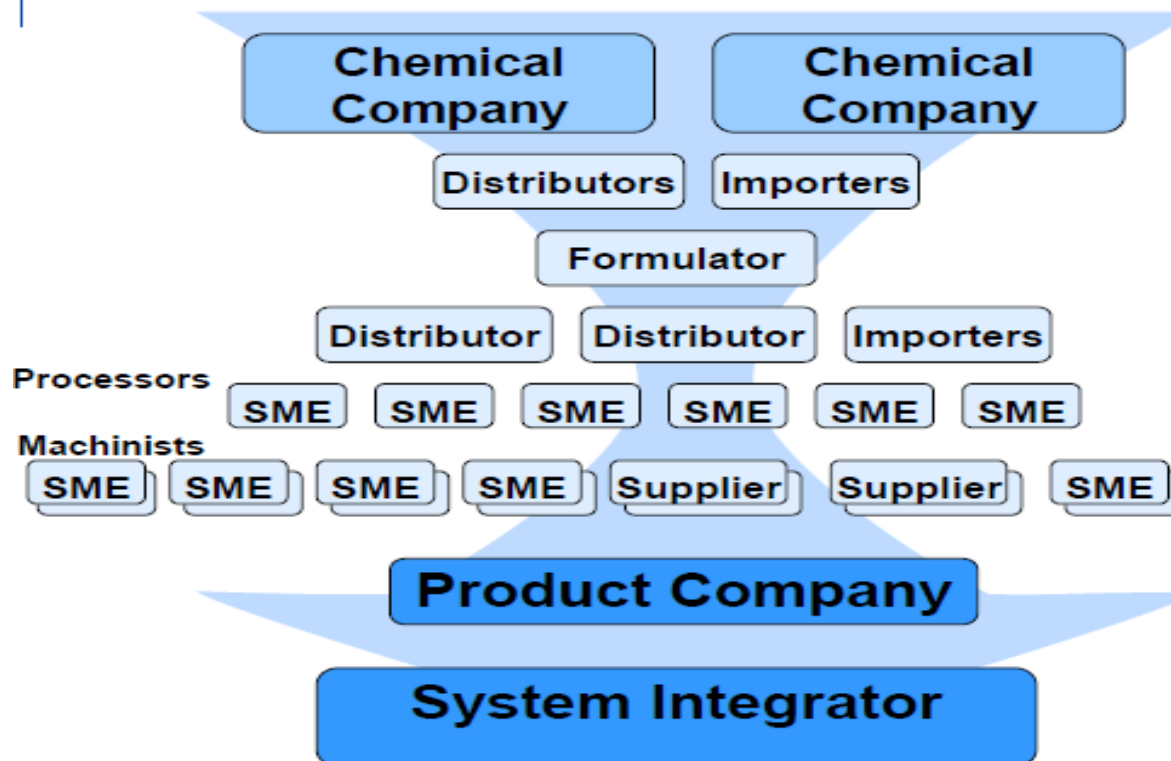 Chemical
Company
Chemical
Company
Distributors
Importers
Formulator
Distributor
Distributor
Importers
Processors
SME
SME
SME
SME
SME
SME
Machinists
SME
SME
SME
SME
Supplier
Supplier
SME
Product Company
System Integrator